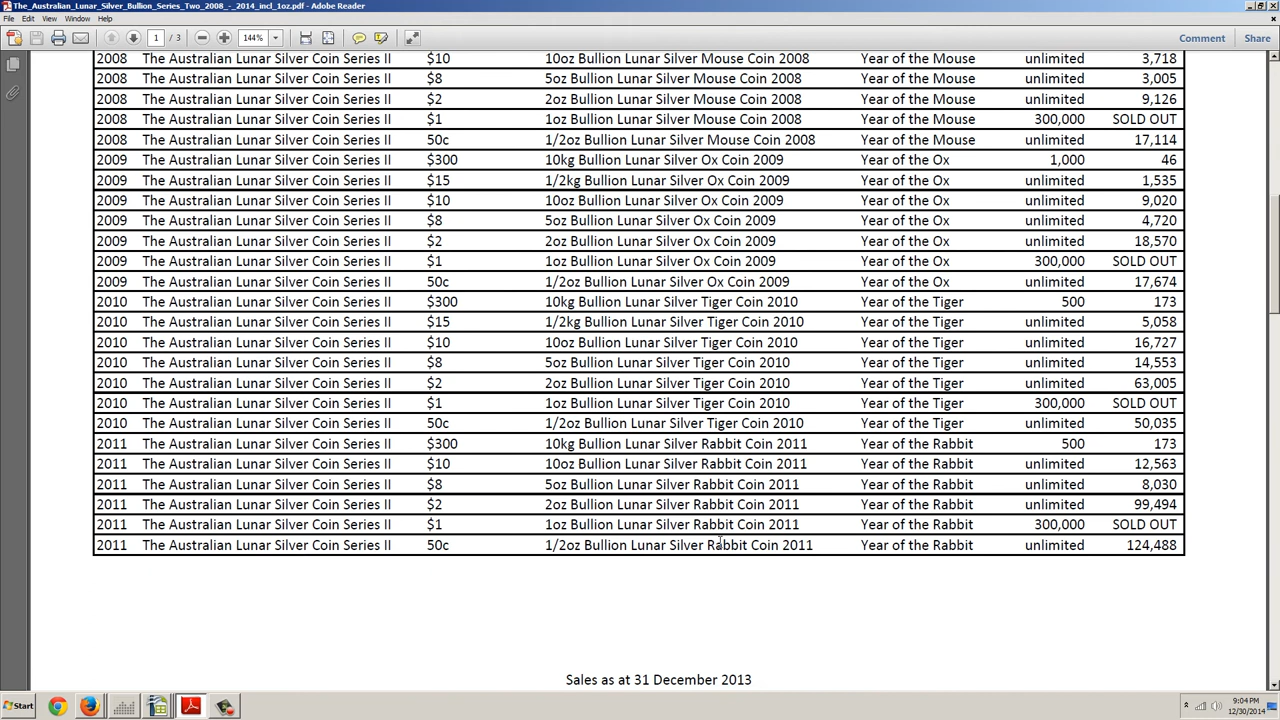 The_Australian_Lunar_Silver_Bullion_Series_Two_2008_-_2014_incl_1oz.pdf - Adobe Reader
File Edit View Window Help
1 / 3 144% Comment Share
2008 The Australian Lunar Silver Coin Series II $10 10oz Bullion Lunar Silver Mouse Coin 2008 Year of the Mouse unlimited 3,718
2008 The Australian Lunar Silver Coin Series II $8 5oz Bullion Lunar Silver Mouse Coin 2008 Year of the Mouse unlimited 3,005
2008 The Australian Lunar Silver Coin Series II $2 2oz Bullion Lunar Silver Mouse Coin 2008 Year of the Mouse unlimited 9,126
2008 The Australian Lunar Silver Coin Series II $1 1oz Bullion Lunar Silver Mouse Coin 2008 Year of the Mouse 300,000 SOLD OUT
2008 The Australian Lunar Silver Coin Series II 50c 1/2oz Bullion Lunar Silver Mouse Coin 2008 Year of the Mouse unlimited 17,114
2009 The Australian Lunar Silver Coin Series II $300 10kg Bullion Lunar Silver Ox Coin 2009 Year of the Ox 1,000 46
2009 The Australian Lunar Silver Coin Series II $15 1/2kg Bullion Lunar Silver Ox Coin 2009 Year of the Ox unlimited 1,535
2009 The Australian Lunar Silver Coin Series II $10 10oz Bullion Lunar Silver Ox Coin 2009 Year of the Ox unlimited 9,020
2009 The Australian Lunar Silver Coin Series II $8 5oz Bullion Lunar Silver Ox Coin 2009 Year of the Ox unlimited 4,720
2009 The Australian Lunar Silver Coin Series II $2 2oz Bullion Lunar Silver Ox Coin 2009 Year of the Ox unlimited 18,570
2009 The Australian Lunar Silver Coin Series II $1 1oz Bullion Lunar Silver Ox Coin 2009 Year of the Ox 300,000 SOLD OUT
2009 The Australian Lunar Silver Coin Series II 50c 1/2oz Bullion Lunar Silver Ox Coin 2009 Year of the Ox unlimited 17,674
2010 The Australian Lunar Silver Coin Series II $300 10kg Bullion Lunar Silver Tiger Coin 2010 Year of the Tiger 500 173
2010 The Australian Lunar Silver Coin Series II $15 1/2kg Bullion Lunar Silver Tiger Coin 2010 Year of the Tiger unlimited 5,058
2010 The Australian Lunar Silver Coin Series II $10 10oz Bullion Lunar Silver Tiger Coin 2010 Year of the Tiger unlimited 16,727
2010 The Australian Lunar Silver Coin Series II $8 5oz Bullion Lunar Silver Tiger Coin 2010 Year of the Tiger unlimited 14,553
2010 The Australian Lunar Silver Coin Series II $2 2oz Bullion Lunar Silver Tiger Coin 2010 Year of the Tiger unlimited 63,005
2010 The Australian Lunar Silver Coin Series II $1 1oz Bullion Lunar Silver Tiger Coin 2010 Year of the Tiger 300,000 SOLD OUT
2010 The Australian Lunar Silver Coin Series II 50c 1/2oz Bullion Lunar Silver Tiger Coin 2010 Year of the Tiger unlimited 50,035
2011 The Australian Lunar Silver Coin Series II $300 10kg Bullion Lunar Silver Rabbit Coin 2011 Year of the Rabbit 500 173
2011 The Australian Lunar Silver Coin Series II $10 10oz Bullion Lunar Silver Rabbit Coin 2011 Year of the Rabbit unlimited 12,563
2011 The Australian Lunar Silver Coin Series II $8 5oz Bullion Lunar Silver Rabbit Coin 2011 Year of the Rabbit unlimited 8,030
2011 The Australian Lunar Silver Coin Series II $2 2oz Bullion Lunar Silver Rabbit Coin 2011 Year of the Rabbit unlimited 99,494
2011 The Australian Lunar Silver Coin Series II $1 1oz Bullion Lunar Silver Rabbit Coin 2011 Year of the Rabbit 300,000 SOLD OUT
2011 The Australian Lunar Silver Coin Series II 50c 1/2oz Bullion Lunar Silver Rabbit Coin 2011 Year of the Rabbit unlimited 124,488
Sales as at 31 December 2013
Start
9:04 PM
12/30/2014